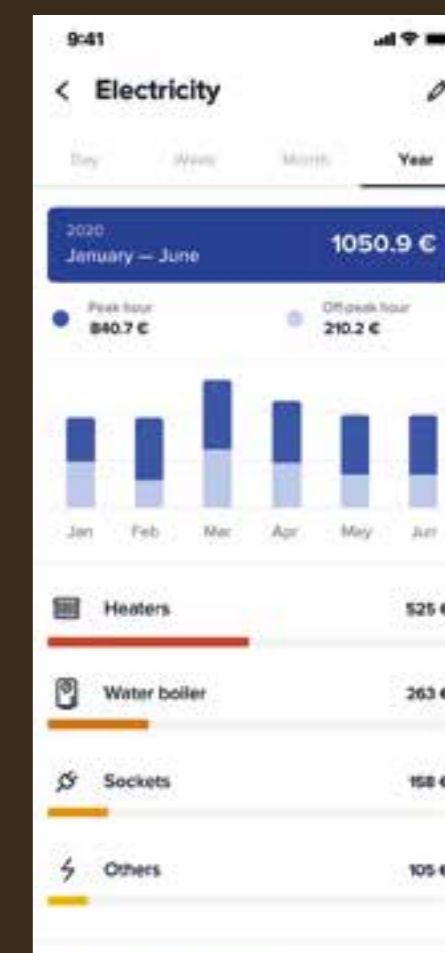 9:41
Electricity
Day Week Month Year
2020
January — June
1050.9 €
Peak hour
840.7 €
Off-peak hour
210.2 €
Jan Feb Mar Apr May Jun
Heaters 525 €
Water boiler 263 €
Sockets 158 €
Others 105 €